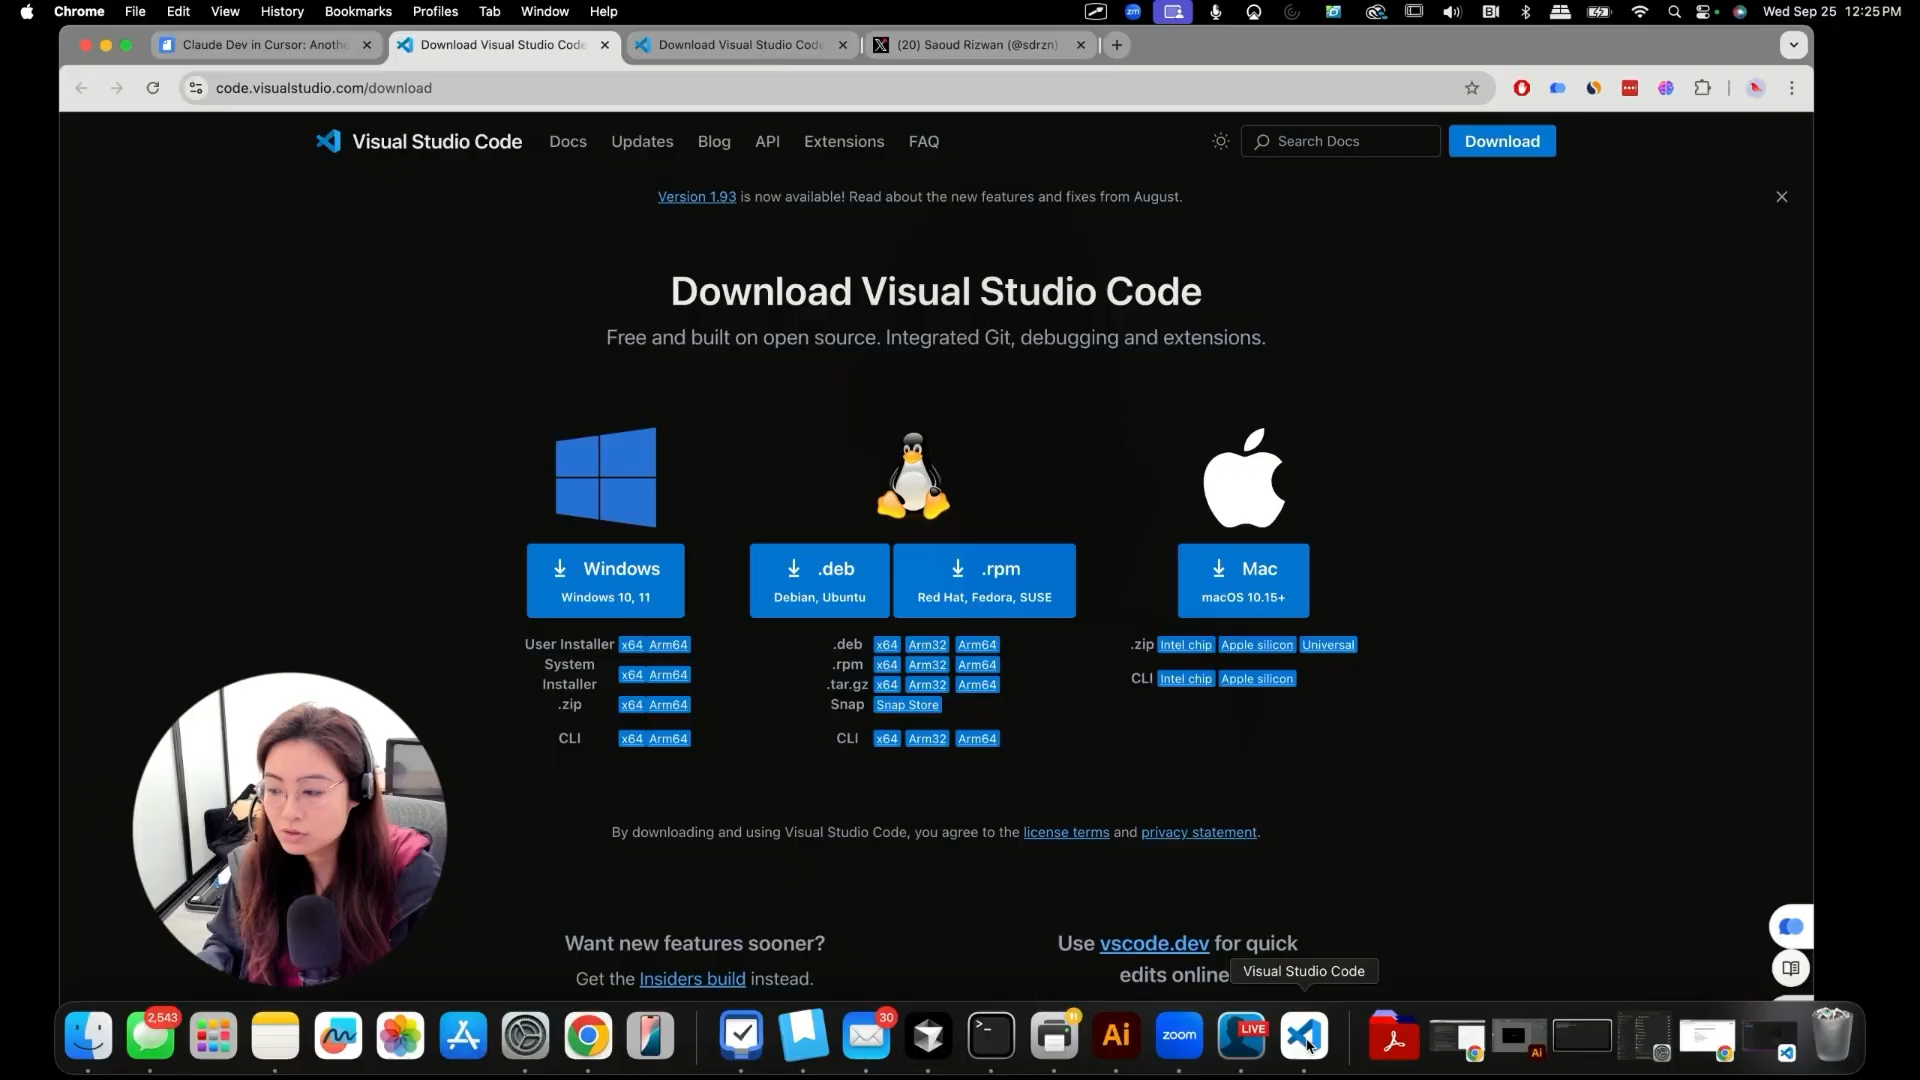 Chrome File Edit View History Bookmarks Profiles Tab Window Help
zm
Wed Sep 25 12:25 PM
Claude Dev in Cursor: Anothe
Download Visual Studio Code
Download Visual Studio Code
(20) Saoud Rizwan (@sdrzn)
code.visualstudio.com/download
Visual Studio Code Docs Updates Blog API Extensions FAQ
Search Docs
Download
Version 1.93 is now available! Read about the new features and fixes from August.
Download Visual Studio Code
Free and built on open source. Integrated Git, debugging and extensions.
Windows
Windows 10, 11
.deb
Debian, Ubuntu
.rpm
Red Hat, Fedora, SUSE
Mac
macOS 10.15+
User Installer x64 Arm64
System Installer x64 Arm64
.zip x64 Arm64
CLI x64 Arm64
.deb x64 Arm32 Arm64
.rpm x64 Arm32 Arm64
.tar.gz x64 Arm32 Arm64
Snap Snap Store
CLI x64 Arm32 Arm64
.zip Intel chip Apple silicon Universal
CLI Intel chip Apple silicon
By downloading and using Visual Studio Code, you agree to the license terms and privacy statement.
Want new features sooner?
Get the Insiders build instead.
Use vscode.dev for quick
edits online
Visual Studio Code
2,543
30
11
Ai
zoom
LIVE